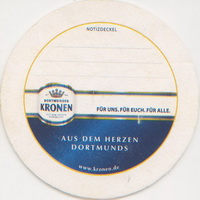 NOTIZDECKEL
DORTMUNDER
KRONEN
FÜR UNS. FÜR EUCH. FÜR ALLE.
AUS DEM HERZEN
DORTMUNDS
www.kronen.de